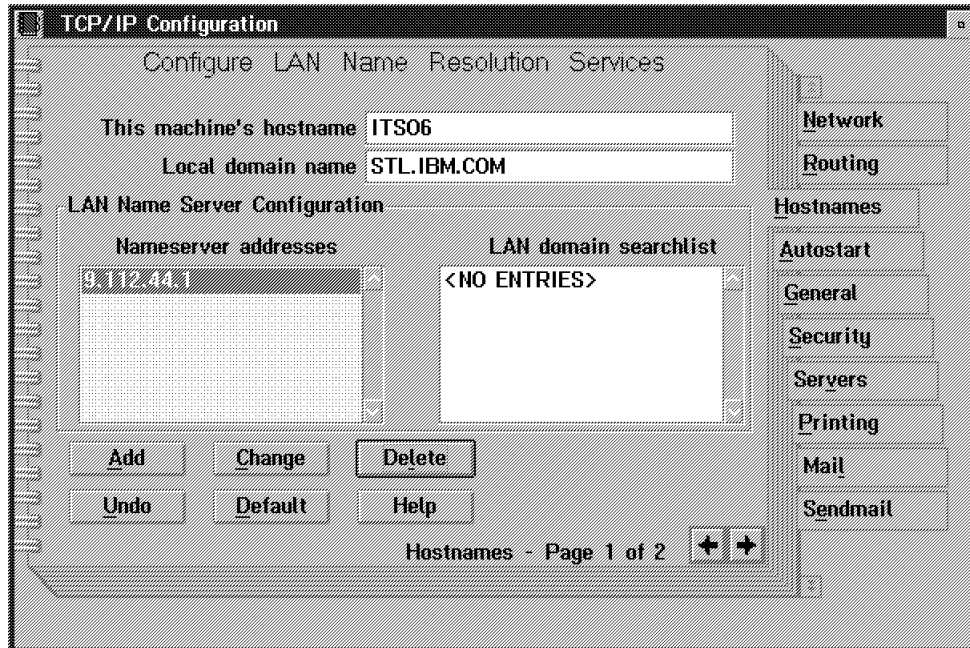 TCP/IP Configuration
Configure LAN Name Resolution Services
This machine's hostname ITSO6
Local domain name STL.IBM.COM
LAN Name Server Configuration
Nameserver addresses
9.112.44.1
LAN domain searchlist
<NO ENTRIES>
Add Change Delete
Undo Default Help
Hostnames - Page 1 of 2
Network
Routing
Hostnames
Autostart
General
Security
Servers
Printing
Mail
Sendmail